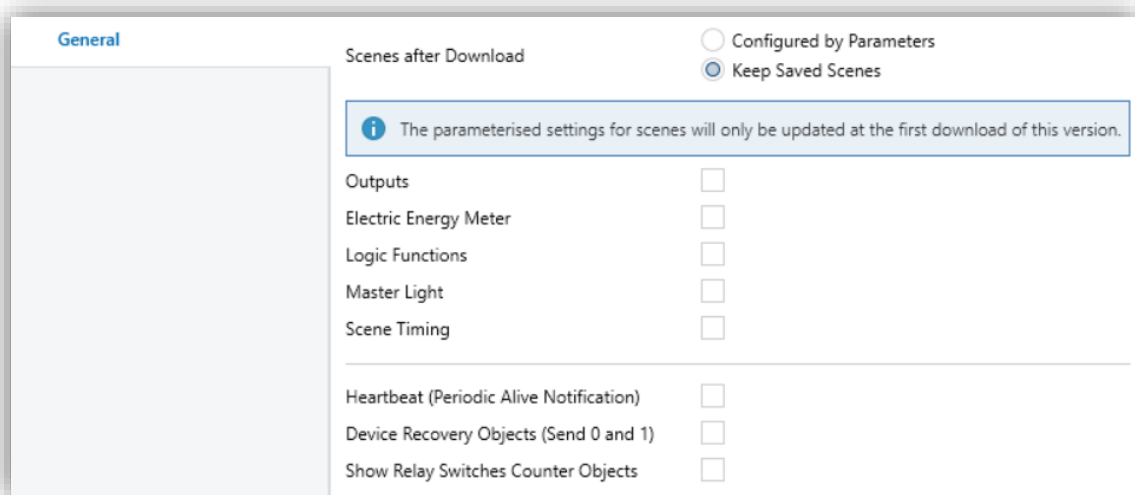 General
Scenes after Download
Configured by Parameters
Keep Saved Scenes
The parameterised settings for scenes will only be updated at the first download of this version.
Outputs
Electric Energy Meter
Logic Functions
Master Light
Scene Timing
Heartbeat (Periodic Alive Notification)
Device Recovery Objects (Send 0 and 1)
Show Relay Switches Counter Objects